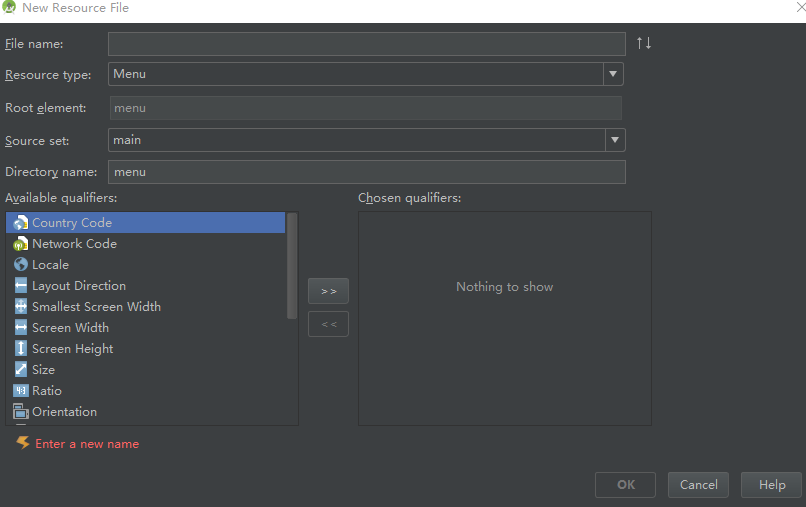 New Resource File
File name:
Resource type: Menu
Root element: menu
Source set: main
Directory name: menu
Available qualifiers:
Chosen qualifiers:
Country Code
Network Code
Locale
Layout Direction
Smallest Screen Width
Screen Width
Screen Height
Size
4:3 Ratio
Orientation
>>
<<
Nothing to show
Enter a new name
OK
Cancel
Help